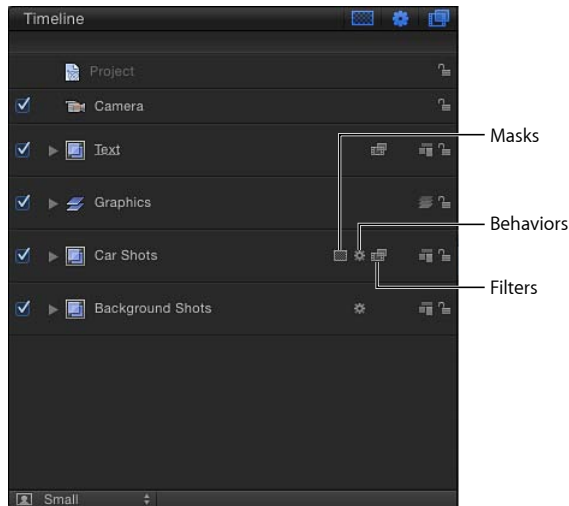 Timeline
Project
Camera
Text
Graphics
Car Shots
Background Shots
Small
Masks
Behaviors
Filters